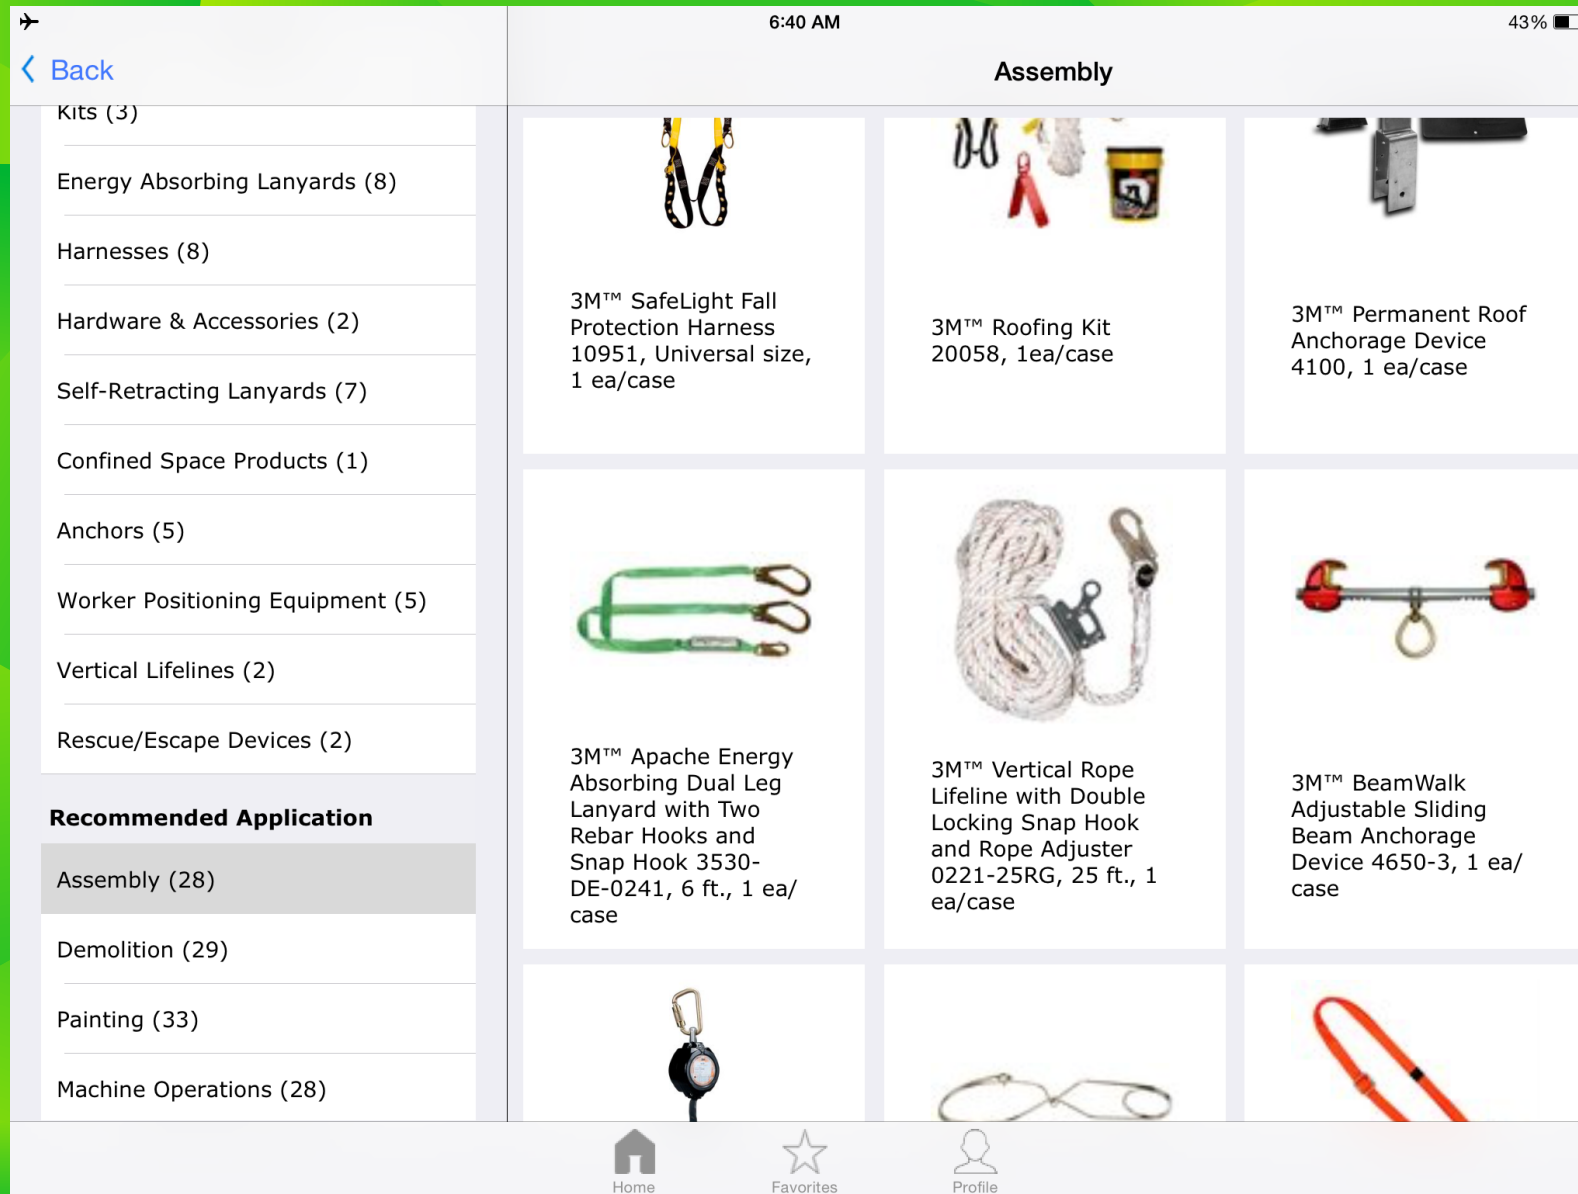 6:40 AM
43%
Back
Assembly
Kits (3)
Energy Absorbing Lanyards (8)
Harnesses (8)
Hardware & Accessories (2)
Self-Retracting Lanyards (7)
Confined Space Products (1)
Anchors (5)
Worker Positioning Equipment (5)
Vertical Lifelines (2)
Rescue/Escape Devices (2)
Recommended Application
Assembly (28)
Demolition (29)
Painting (33)
Machine Operations (28)
3M™ SafeLight Fall
Protection Harness
10951, Universal size,
1 ea/case
3M™ Roofing Kit
20058, 1ea/case
3M™ Permanent Roof
Anchorage Device
4100, 1 ea/case
3M™ Apache Energy
Absorbing Dual Leg
Lanyard with Two
Rebar Hooks and
Snap Hook 3530-
DE-0241, 6 ft., 1 ea/
case
3M™ Vertical Rope
Lifeline with Double
Locking Snap Hook
and Rope Adjuster
0221-25RG, 25 ft., 1
ea/case
3M™ BeamWalk
Adjustable Sliding
Beam Anchorage
Device 4650-3, 1 ea/
case
Home
Favorites
Profile